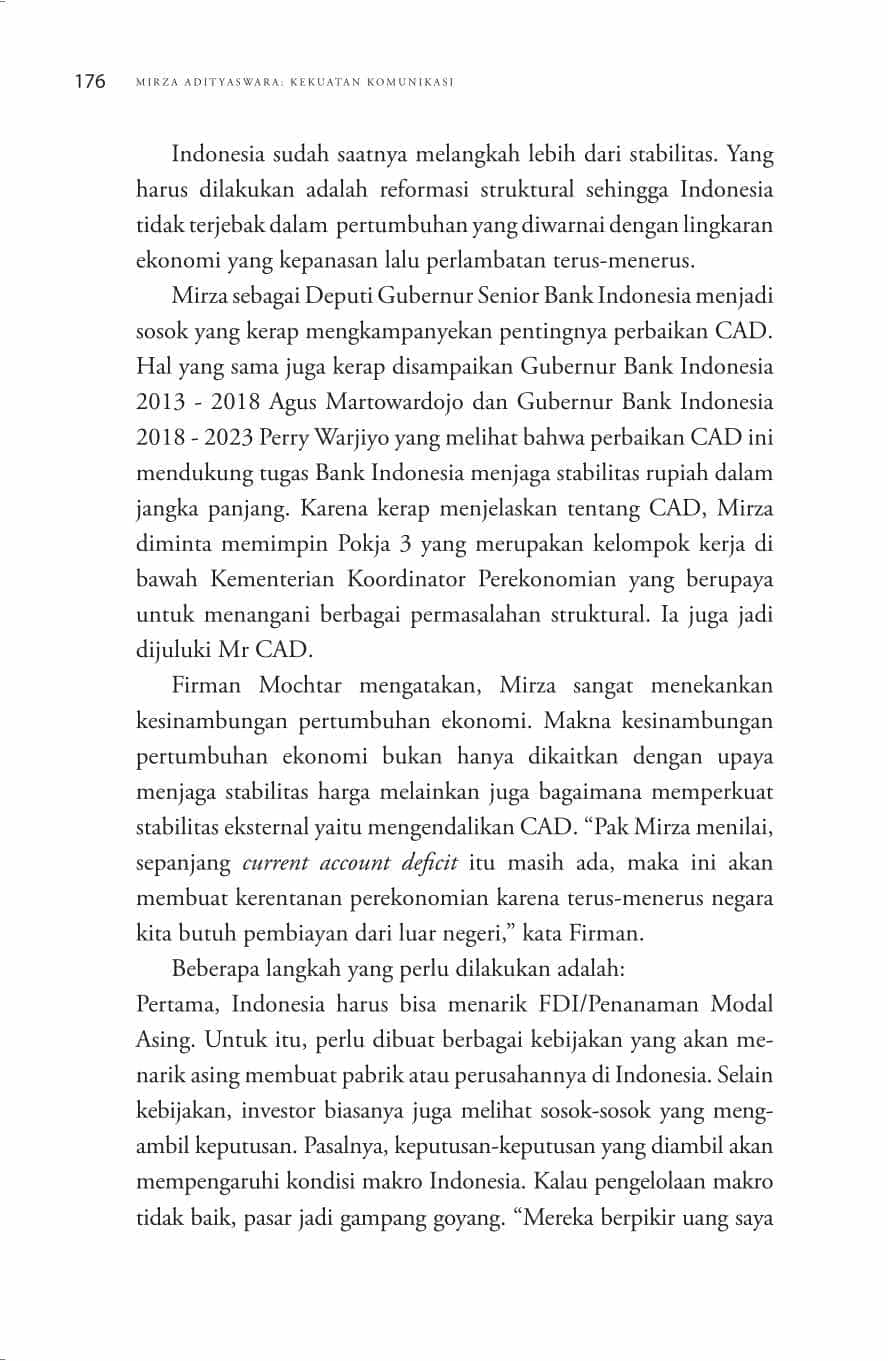 176 MIRZA ADITYASWARA: KEKUATAN KOMUNIKASI
Indonesia sudah saatnya melangkah lebih dari stabilitas. Yang
harus dilakukan adalah reformasi struktural sehingga Indonesia
tidak terjebak dalam pertumbuhan yang diwarnai dengan lingkaran
ekonomi yang kepanasan lalu perlambatan terus-menerus.
Mirza sebagai Deputi Gubernur Senior Bank Indonesia menjadi
sosok yang kerap mengkampanyekan pentingnya perbaikan CAD.
Hal yang sama juga kerap disampaikan Gubernur Bank Indonesia
2013 - 2018 Agus Martowardojo dan Gubernur Bank Indonesia
2018 - 2023 Perry Warjiyo yang melihat bahwa perbaikan CAD ini
mendukung tugas Bank Indonesia menjaga stabilitas rupiah dalam
jangka panjang. Karena kerap menjelaskan tentang CAD, Mirza
diminta memimpin Pokja 3 yang merupakan kelompok kerja di
bawah Kementerian Koordinator Perekonomian yang berupaya
untuk menangani berbagai permasalahan struktural. Ia juga jadi
dijuluki Mr CAD.
Firman Mochtar mengatakan, Mirza sangat menekankan
kesinambungan pertumbuhan ekonomi. Makna kesinambungan
pertumbuhan ekonomi bukan hanya dikaitkan dengan upaya
menjaga stabilitas harga melainkan juga bagaimana memperkuat
stabilitas eksternal yaitu mengendalikan CAD. “Pak Mirza menilai,
sepanjang current account deficit itu masih ada, maka ini akan
membuat kerentanan perekonomian karena terus-menerus negara
kita butuh pembiayan dari luar negeri,” kata Firman.
Beberapa langkah yang perlu dilakukan adalah:
Pertama, Indonesia harus bisa menarik FDI/Penanaman Modal
Asing. Untuk itu, perlu dibuat berbagai kebijakan yang akan me-
narik asing membuat pabrik atau perusahannya di Indonesia. Selain
kebijakan, investor biasanya juga melihat sosok-sosok yang meng-
ambil keputusan. Pasalnya, keputusan-keputusan yang diambil akan
mempengaruhi kondisi makro Indonesia. Kalau pengelolaan makro
tidak baik, pasar jadi gampang goyang. “Mereka berpikir uang saya